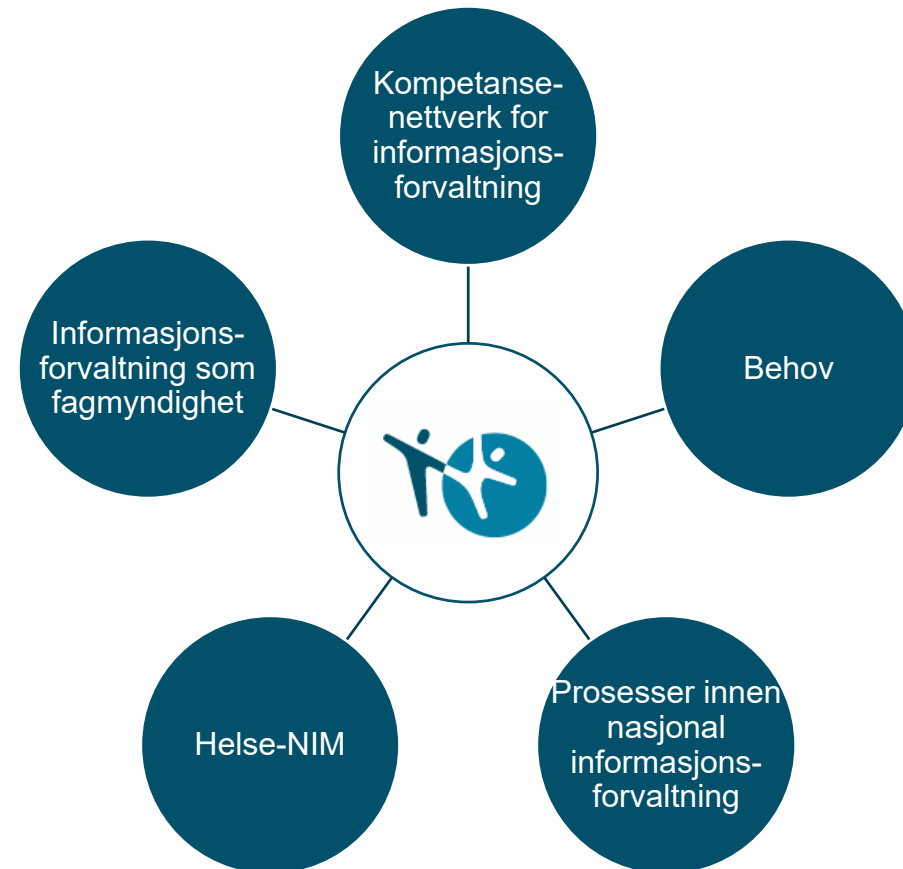 Kompetanse-
nettverk for
informasjons-
forvaltning
Informasjons-
forvaltning som
fagmyndighet
Behov
Helse-NIM
Prosesser innen
nasjonal
informasjons-
forvaltning